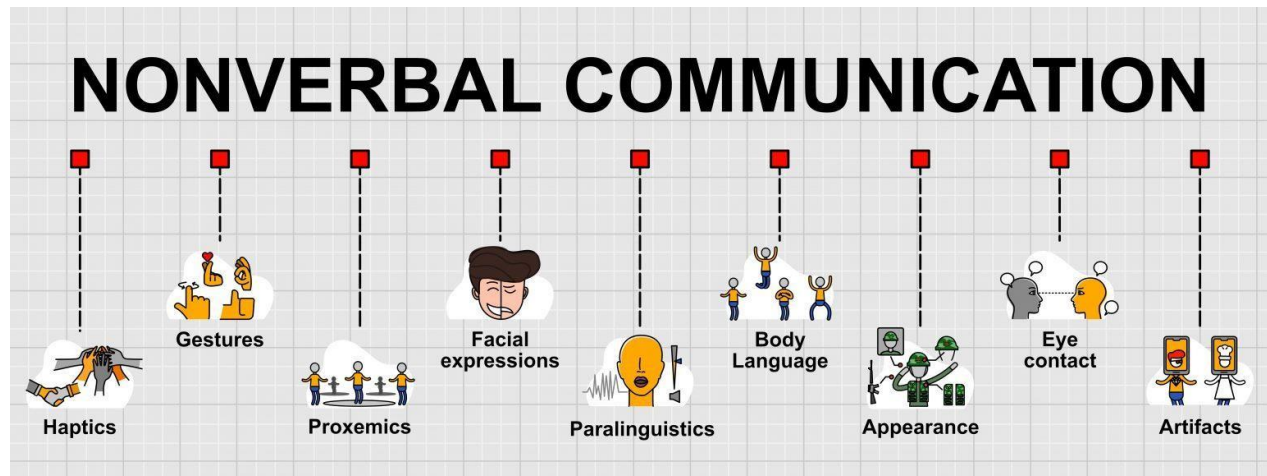 NONVERBAL COMMUNICATION
Haptics
Gestures
Proxemics
Facial
expressions
Paralinguistics
Body
Language
Appearance
Eye
contact
Artifacts